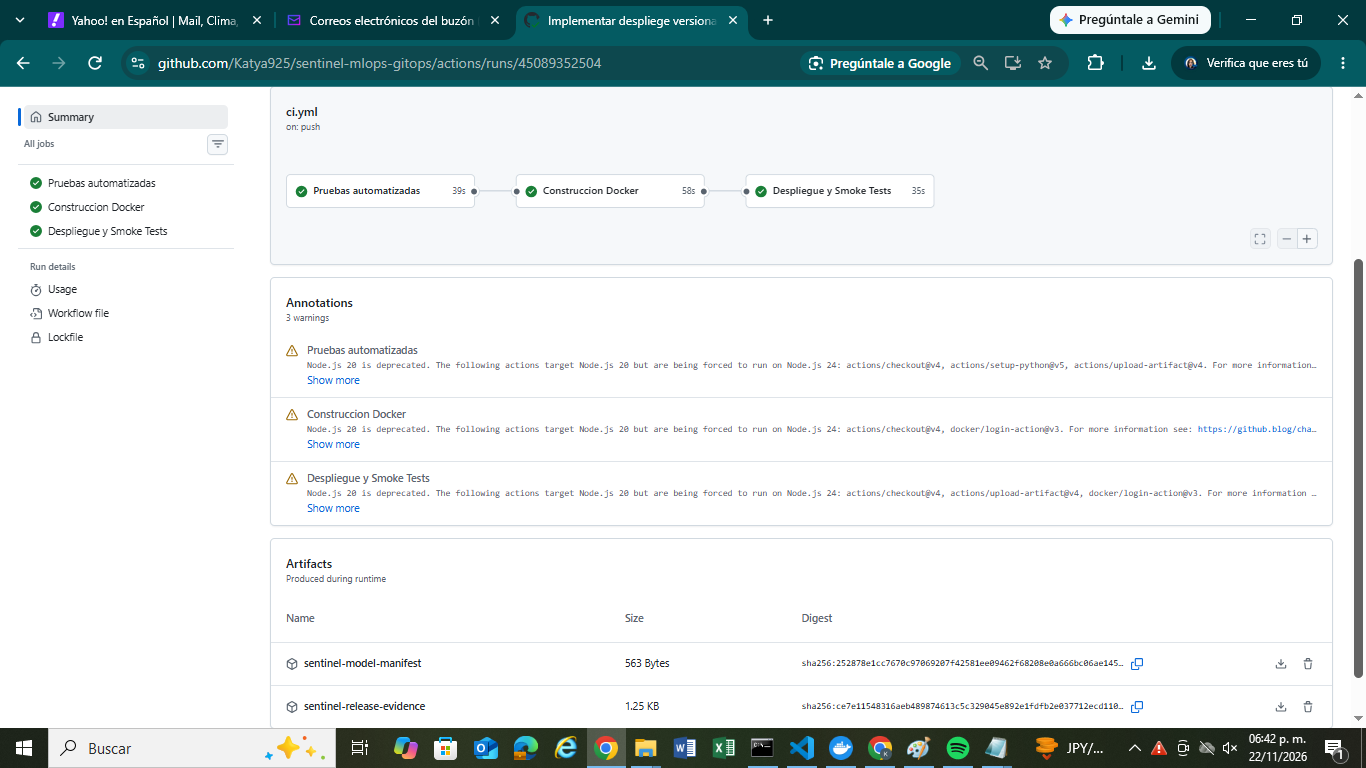 Yahoo! en Español | Mail, Clima,
Correos electrónicos del buzón
Implementar despliege versiona
Pregúntale a Gemini
github.com/Katya925/sentinel-mlops-gitops/actions/runs/45089352504
Pregúntale a Google
Verifica que eres tú
Summary
All jobs
Pruebas automatizadas
Construccion Docker
Despliegue y Smoke Tests
Run details
Usage
Workflow file
Lockfile
ci.yml
on: push
Pruebas automatizadas 39s
Construccion Docker 58s
Despliegue y Smoke Tests 35s
Annotations
3 warnings
Pruebas automatizadas
Node.js 20 is deprecated. The following actions target Node.js 20 but are being forced to run on Node.js 24: actions/checkout@v4, actions/setup-python@v5, actions/upload-artifact@v4. For more information…
Show more
Construccion Docker
Node.js 20 is deprecated. The following actions target Node.js 20 but are being forced to run on Node.js 24: actions/checkout@v4, docker/login-action@v3. For more information see: https://github.blog/cha…
Show more
Despliegue y Smoke Tests
Node.js 20 is deprecated. The following actions target Node.js 20 but are being forced to run on Node.js 24: actions/checkout@v4, actions/upload-artifact@v4, docker/login-action@v3. For more information …
Show more
Artifacts
Produced during runtime
Name Size Digest
sentinel-model-manifest 563 Bytes sha256:252878e1cc7670c97069207f42581ee09462f68208e0a666bc06ae145…
sentinel-release-evidence 1.25 KB sha256:ce7e11548316aeb489874613c5c329045e892e1fdfb2e037712ecd110…
Buscar
JPY/...
06:42 p. m.
22/11/2026
1